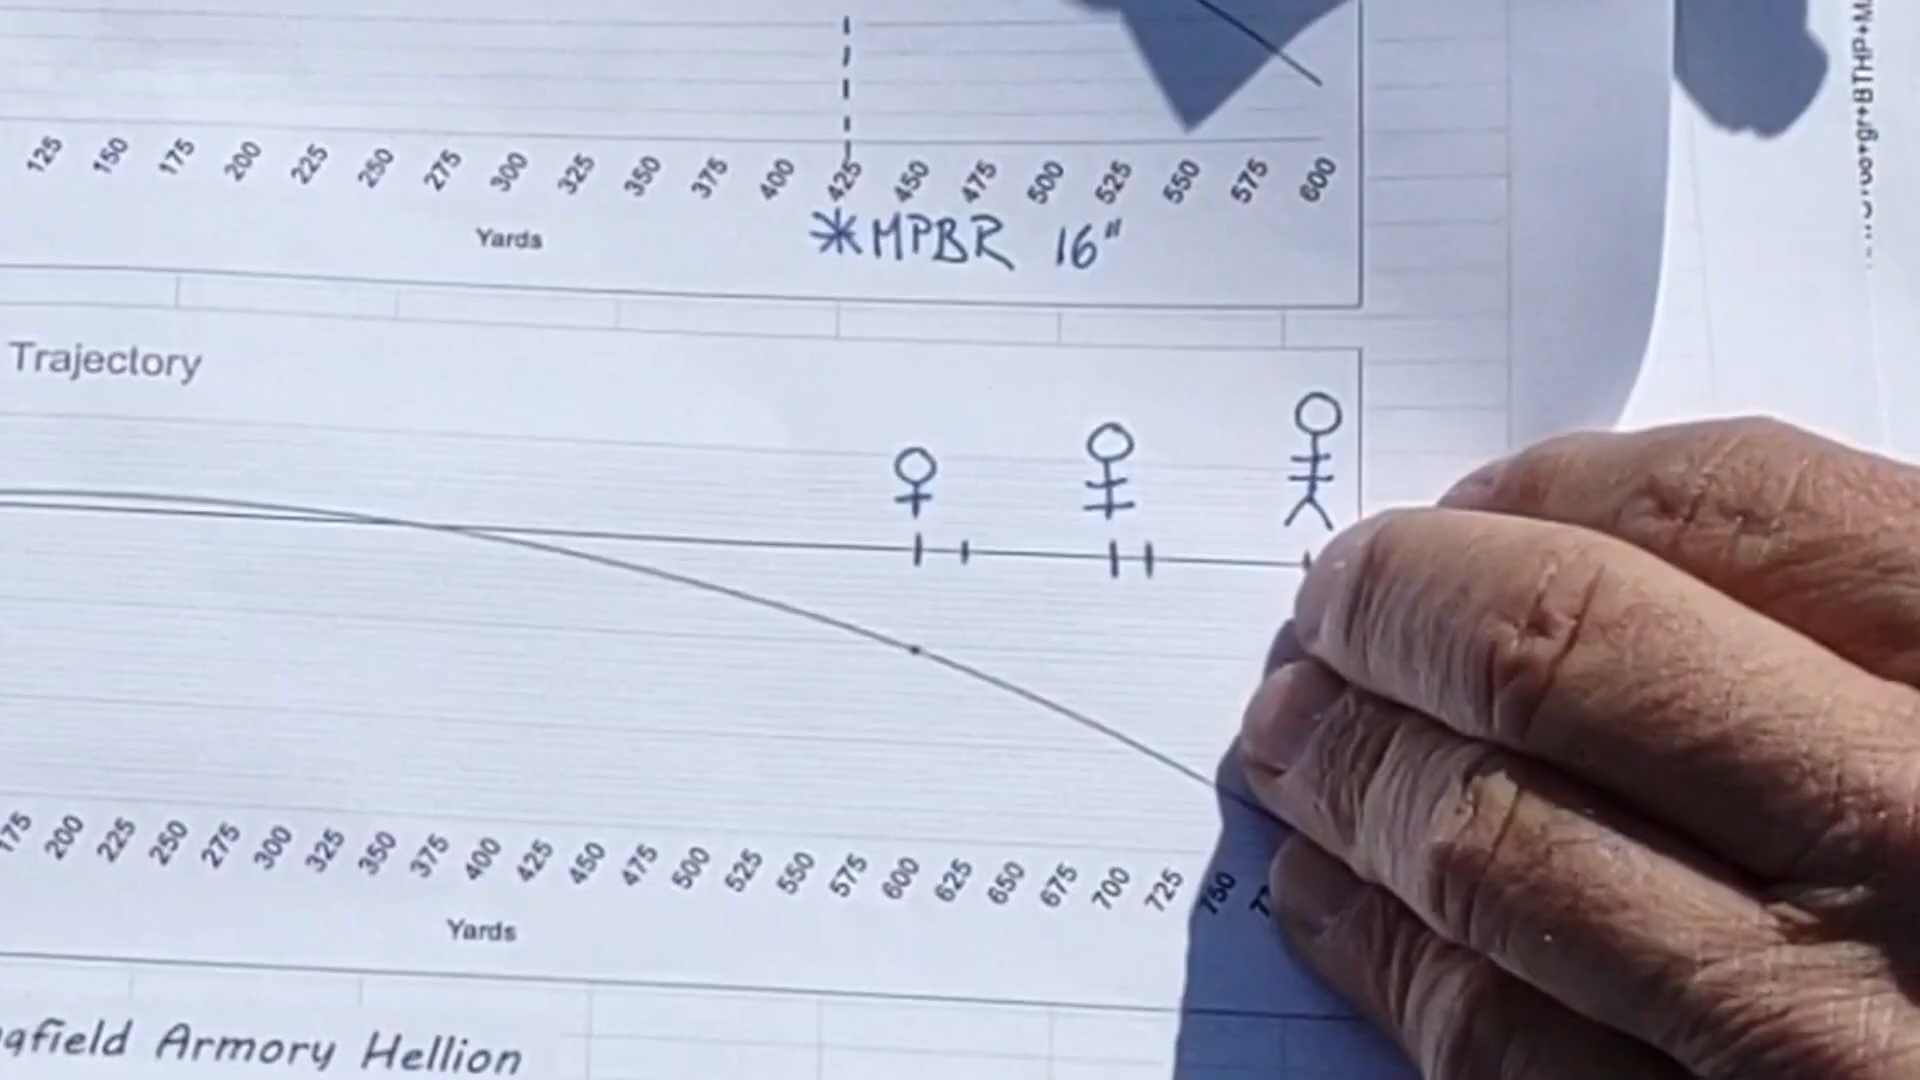 125 150 175 200 225 250 275 300 325 350 375 400 425 450 475 500 525 550 575 600
Yards
*MPBR 16"
Trajectory
175 200 225 250 275 300 325 350 375 400 425 450 475 500 525 550 575 600 625 650 675 700 725 750
Yards
Armory Hellion